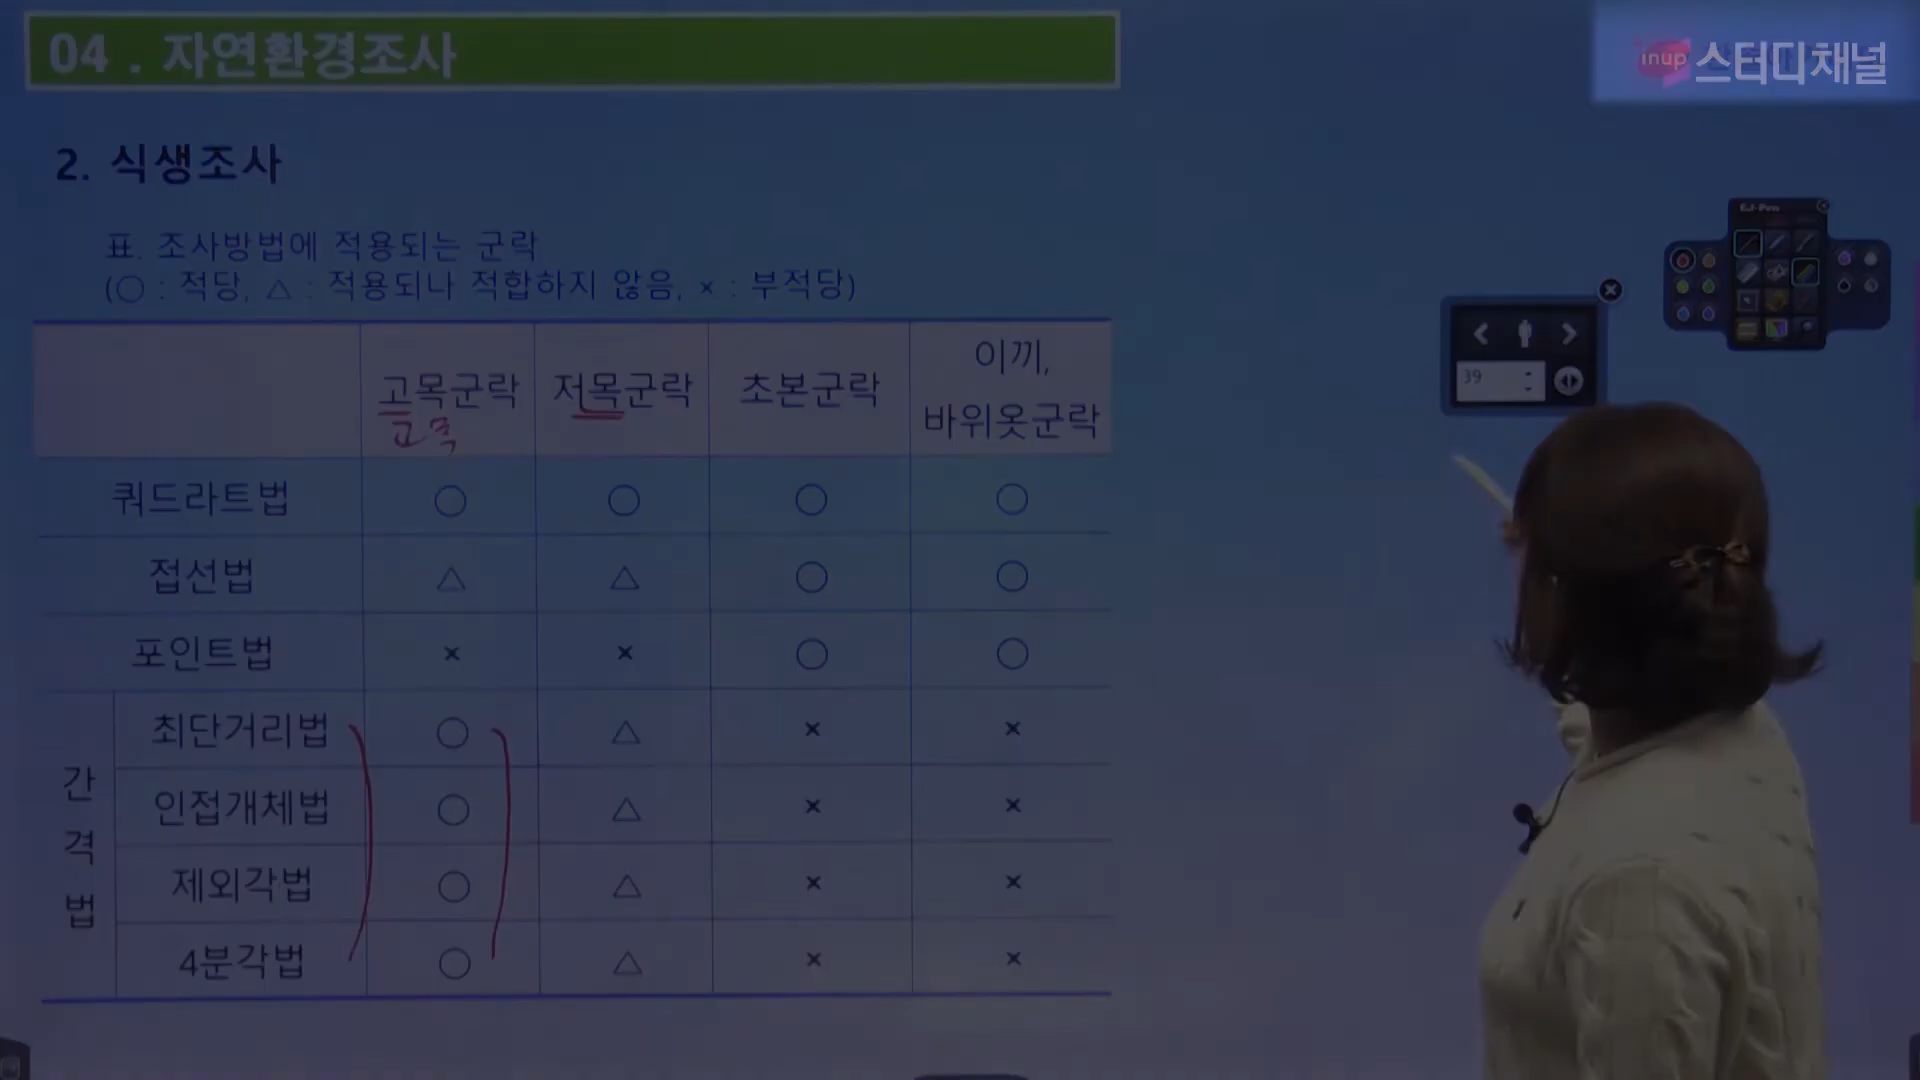 04 . 자연환경조사
inup 스터디채널
2. 식생조사
표. 조사방법에 적용되는 군락
(○ : 적당, △ : 적용되나 적합하지 않음, × : 부적당)
고목군락 저목군락 초본군락 이끼, 바위옷군락
교목
쿼드라트법 ○ ○ ○ ○
접선법 △ △ ○ ○
포인트법 × × ○ ○
간격법
최단거리법 ○ △ × ×
인접개체법 ○ △ × ×
제외각법 ○ △ × ×
4분각법 ○ △ × ×
39